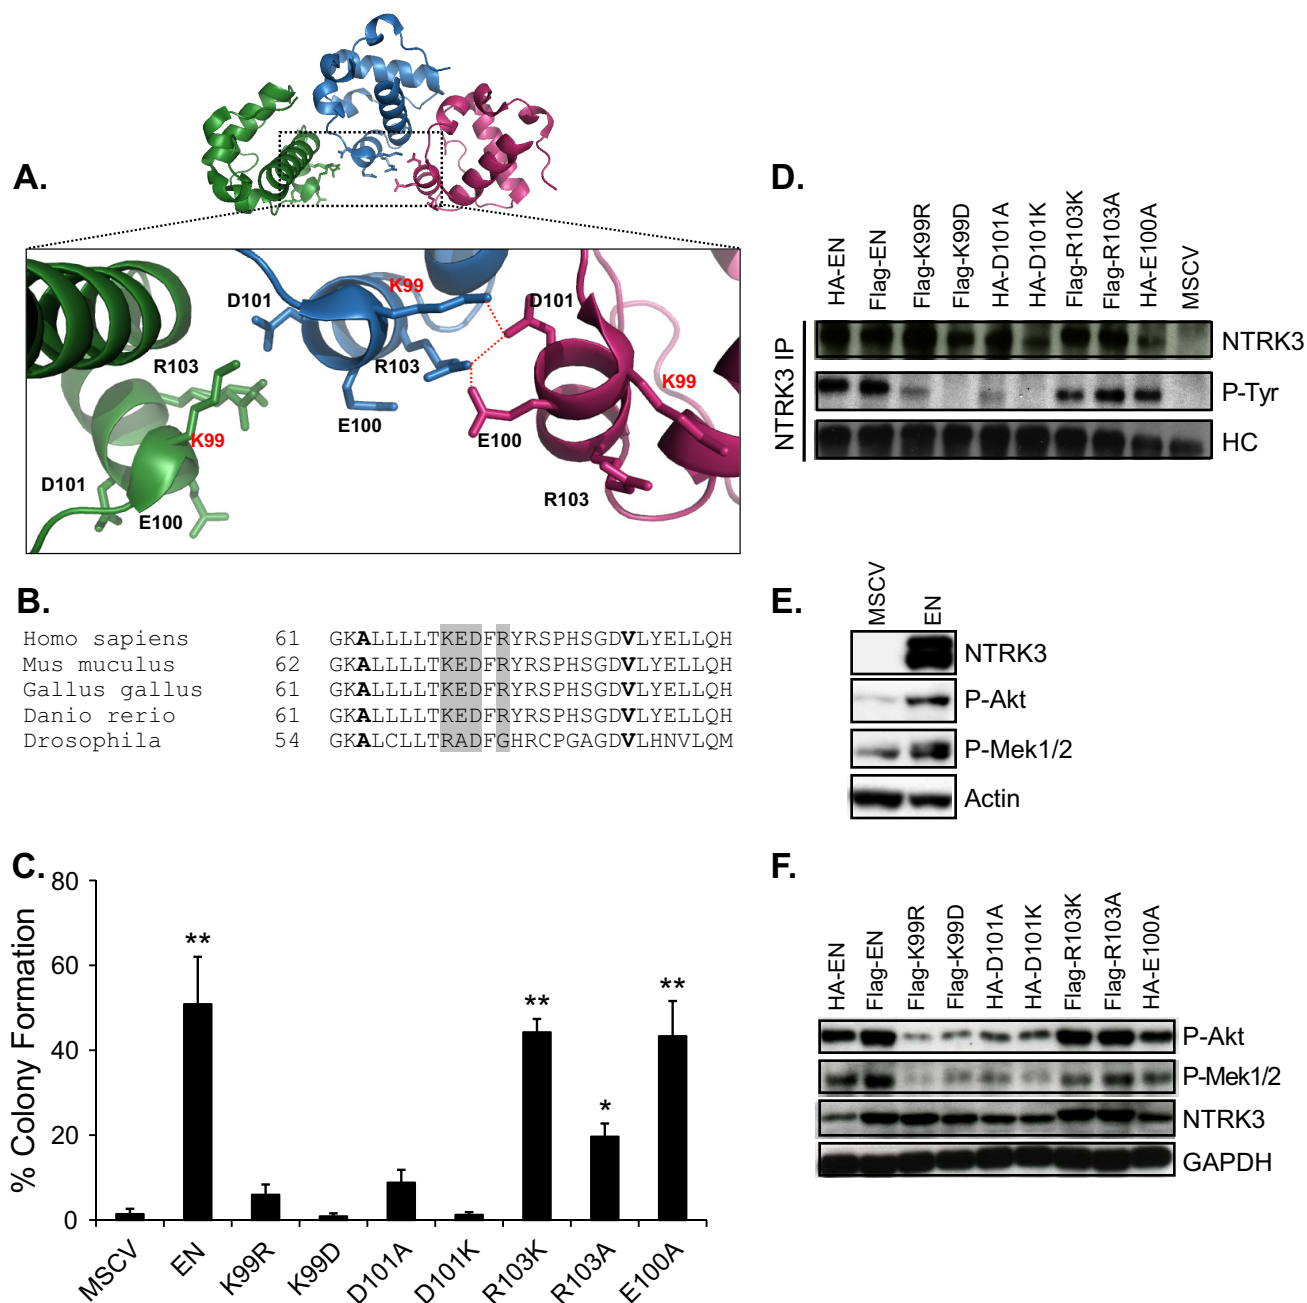 A.
D101
K99
D101
R103
R103
K99
K99
E100
E100
D101
R103
E100
B.
Homo sapiens 61 GKALLLLTKEDFRYRSPHSGDVLYELLQH
Mus muculus 62 GKALLLLTKEDFRYRSPHSGDVLYELLQH
Gallus gallus 61 GKALLLLTKEDFRYRSPHSGDVLYELLQH
Danio rerio 61 GKALLLLTKEDFRYRSPHSGDVLYELLQH
Drosophila 54 GKALCLLTRADFGHRCPGAGDVLHNVLQM
C.
% Colony Formation
80
60
40
20
0
**
**
*
**
MSCV
EN
K99R
K99D
D101A
D101K
R103K
R103A
E100A
D.
HA-EN
Flag-EN
Flag-K99R
Flag-K99D
HA-D101A
HA-D101K
Flag-R103K
Flag-R103A
HA-E100A
MSCV
NTRK3 IP
NTRK3
P-Tyr
HC
E.
MSCV
EN
NTRK3
P-Akt
P-Mek1/2
Actin
F.
HA-EN
Flag-EN
Flag-K99R
Flag-K99D
HA-D101A
HA-D101K
Flag-R103K
Flag-R103A
HA-E100A
P-Akt
P-Mek1/2
NTRK3
GAPDH